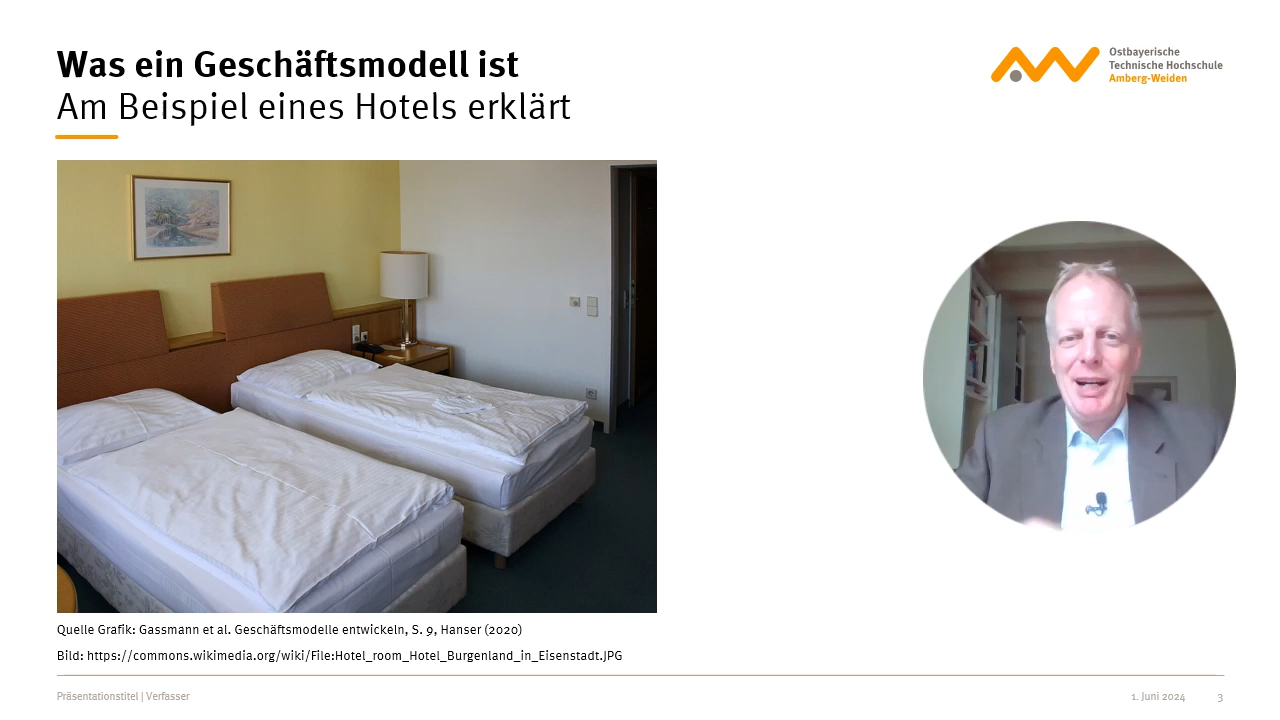 Was ein Geschäftsmodell ist
Am Beispiel eines Hotels erklärt
Ostbayerische
Technische Hochschule
Amberg-Weiden
Quelle Grafik: Gassmann et al. Geschäftsmodelle entwickeln, S. 9, Hanser (2020)
Bild: https://commons.wikimedia.org/wiki/File:Hotel_room_Hotel_Burgenland_in_Eisenstadt.JPG
Präsentationstitel | Verfasser
1. Juni 2024
3